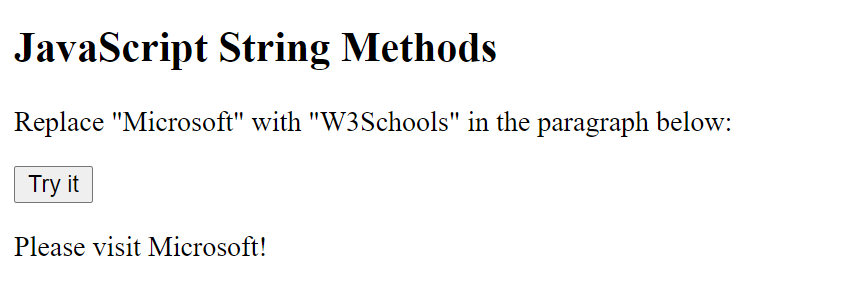 JavaScript String Methods
Replace "Microsoft" with "W3Schools" in the paragraph below:
Try it
Please visit Microsoft!